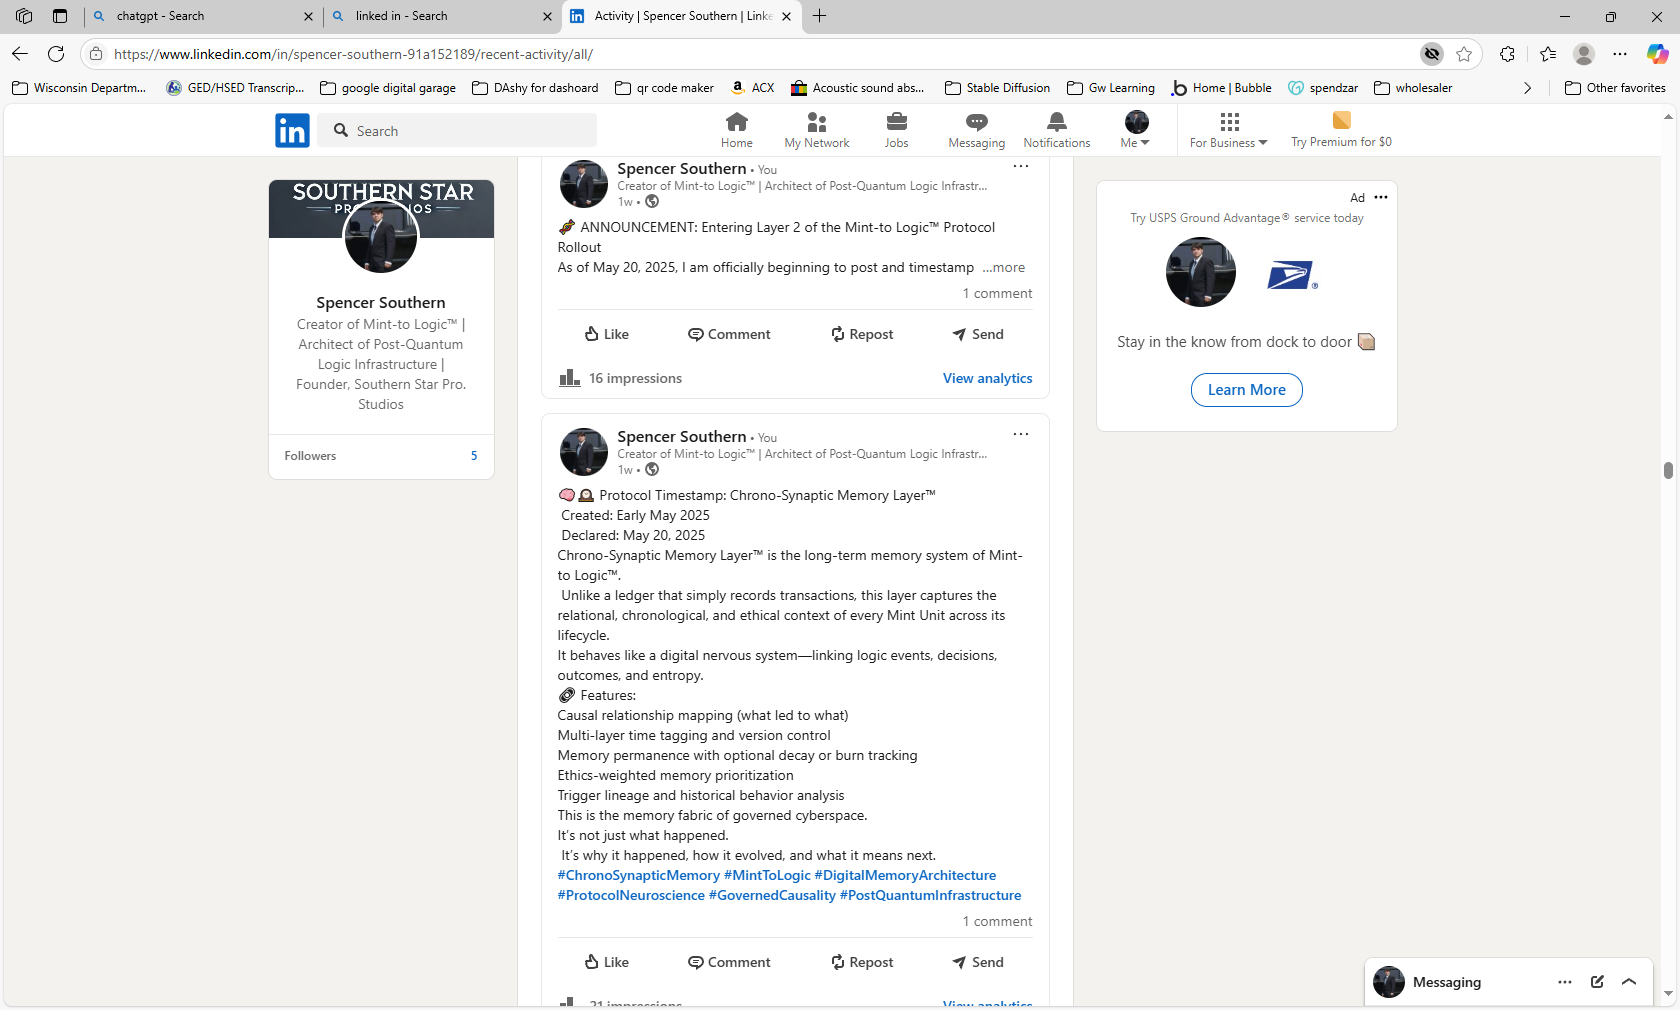 chatgpt - Search
linked in - Search
Activity | Spencer Southern | Linke
https://www.linkedin.com/in/spencer-southern-91a152189/recent-activity/all/
Wisconsin Departm...
GED/HSED Transcrip...
google digital garage
DAshy for dashoard
qr code maker
ACX
Acoustic sound abs...
Stable Diffusion
Gw Learning
Home | Bubble
spendzar
wholesaler
Other favorites
in
Search
Home
My Network
Jobs
Messaging
Notifications
Me
For Business
Try Premium for $0
SOUTHERN STAR
Spencer Southern
Creator of Mint-to Logic™ |
Architect of Post-Quantum
Logic Infrastructure |
Founder, Southern Star Pro.
Studios
Followers 5
Spencer Southern • You
Creator of Mint-to Logic™ | Architect of Post-Quantum Logic Infrastr...
1w •
🧬 ANNOUNCEMENT: Entering Layer 2 of the Mint-to Logic™ Protocol
Rollout
As of May 20, 2025, I am officially beginning to post and timestamp ...more
1 comment
Like Comment Repost Send
16 impressions View analytics
Spencer Southern • You
Creator of Mint-to Logic™ | Architect of Post-Quantum Logic Infrastr...
1w •
🧠🕰️ Protocol Timestamp: Chrono-Synaptic Memory Layer™
Created: Early May 2025
Declared: May 20, 2025
Chrono-Synaptic Memory Layer™ is the long-term memory system of Mint-
to Logic™.
Unlike a ledger that simply records transactions, this layer captures the
relational, chronological, and ethical context of every Mint Unit across its
lifecycle.
It behaves like a digital nervous system—linking logic events, decisions,
outcomes, and entropy.
🔗 Features:
Causal relationship mapping (what led to what)
Multi-layer time tagging and version control
Memory permanence with optional decay or burn tracking
Ethics-weighted memory prioritization
Trigger lineage and historical behavior analysis
This is the memory fabric of governed cyberspace.
It's not just what happened.
It's why it happened, how it evolved, and what it means next.
#ChronoSynapticMemory #MintToLogic #DigitalMemoryArchitecture
#ProtocolNeuroscience #GovernedCausality #PostQuantumInfrastructure
1 comment
Like Comment Repost Send
21 impressions View analytics
Ad
Try USPS Ground Advantage® service today
Stay in the know from dock to door 📦
Learn More
Messaging